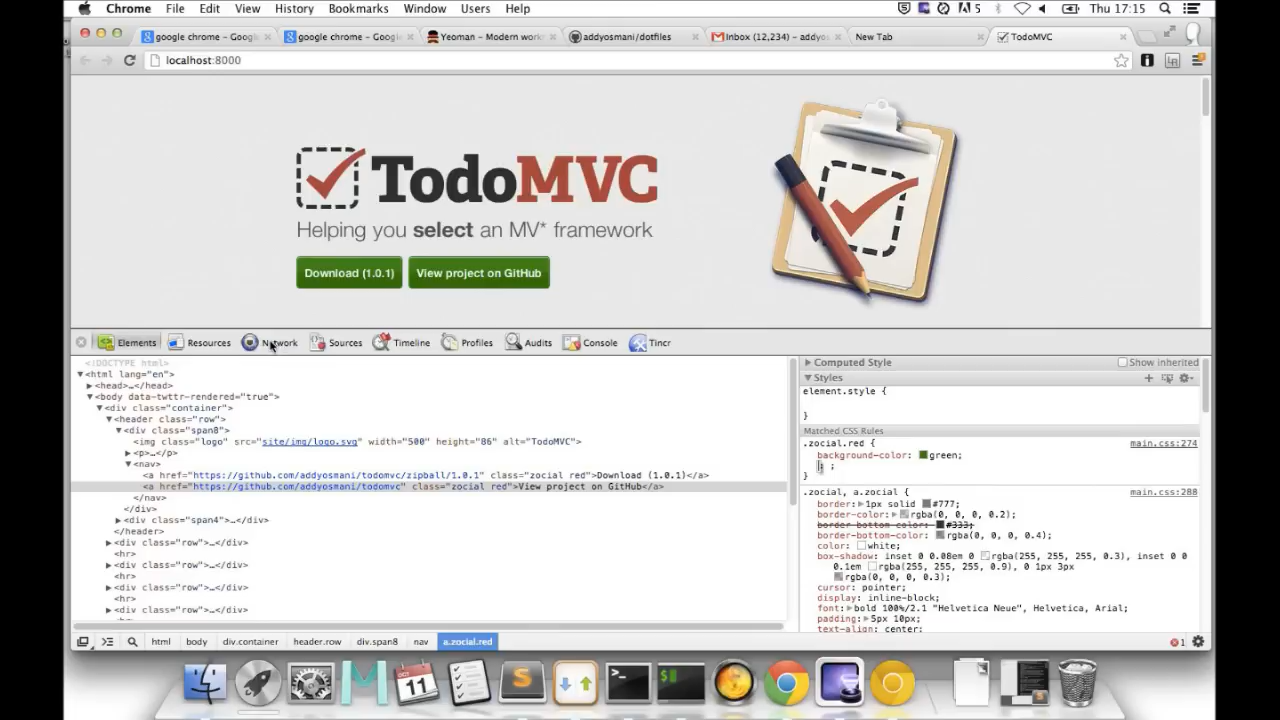 Chrome File Edit View History Bookmarks Window Users Help
5 Thu 17:15
google chrome - Googl
google chrome - Googl
Yeoman - Modern work
addyosmani/dotfiles
Inbox (12,234) - addyos
New Tab
TodoMVC
localhost:8000
TodoMVC
Helping you select an MV* framework
Download (1.0.1) View project on GitHub
Elements Resources Network Sources Timeline Profiles Audits Console Tincr
<!DOCTYPE html>
<html lang="en">
<head>…</head>
<body data-twttr-rendered="true">
<div class="container">
<header class="row">
<div class="span8">
<img class="logo" src="site/img/logo.svg" width="500" height="86" alt="TodoMVC">
<p>…</p>
<nav>
<a href="https://github.com/addyosmani/todomvc/zipball/1.0.1" class="zocial red">Download (1.0.1)</a>
<a href="https://github.com/addyosmani/todomvc" class="zocial red">View project on GitHub</a>
</nav>
</div>
<div class="span4">…</div>
</header>
<div class="row">…</div>
<hr>
<div class="row">…</div>
<hr>
<div class="row">…</div>
<hr>
<div class="row">…</div>
Computed Style Show inherited
Styles
element.style {
}
Matched CSS Rules
.zocial.red { main.css:274
background-color: green;
: ;
}
.zocial, a.zocial { main.css:288
border: 1px solid #777;
border-color: rgba(0, 0, 0, 0.2);
border-bottom-color: #333;
border-bottom-color: rgba(0, 0, 0, 0.4);
color: white;
box-shadow: inset 0 0.08em 0 rgba(255, 255, 255, 0.3), inset 0 0
0.1em rgba(255, 255, 255, 0.9), 0 1px 3px
rgba(0, 0, 0, 0.3);
cursor: pointer;
display: inline-block;
font: bold 100%/2.1 "Helvetica Neue", Helvetica, Arial;
padding: 5px 10px;
text-align: center;
html body div.container header.row div.span8 nav a.zocial.red 1
OCT
11